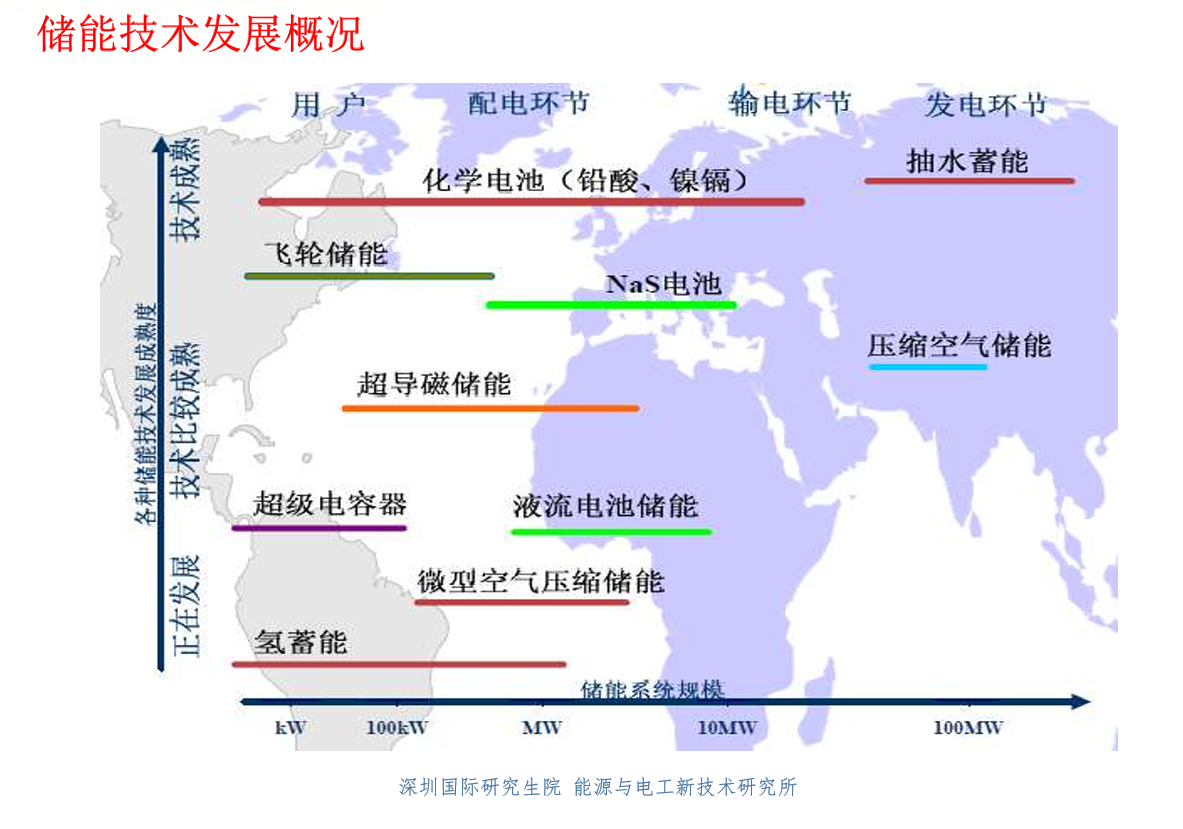 储能技术发展概况
用 户
配电环节
输电环节
发电环节
技术成熟
抽水蓄能
化学电池（铅酸、镍镉）
飞轮储能
NaS电池
各种储能技术发展成熟度
技术比较成熟
压缩空气储能
超导磁储能
超级电容器
液流电池储能
正在发展
微型空气压缩储能
氢蓄能
储能系统规模
kW
100kW
MW
10MW
100MW
深圳国际研究生院 能源与电工新技术研究所